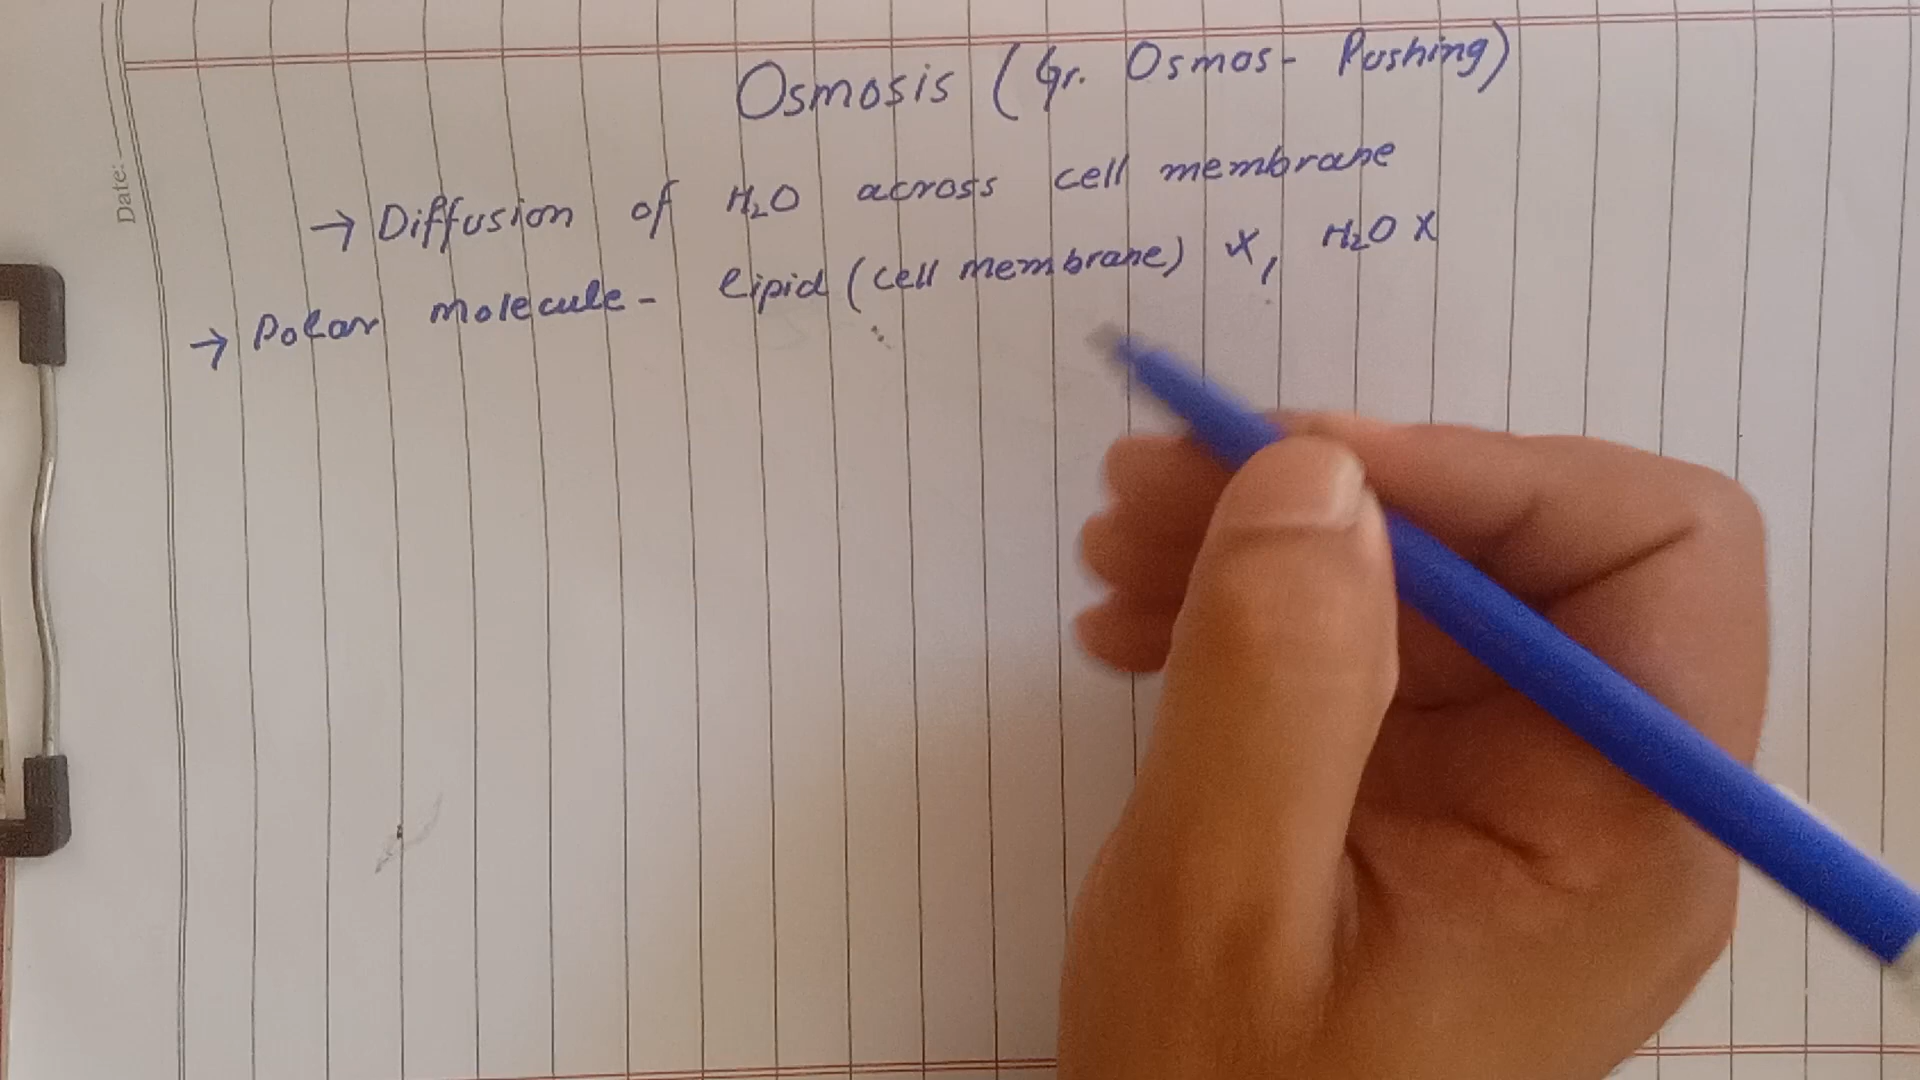 Osmosis (Gr. Osmos- Pushing)
→ Diffusion of H₂O across cell membrane
→ Polar molecule - lipid (cell membrane) X, H₂O X
Date: